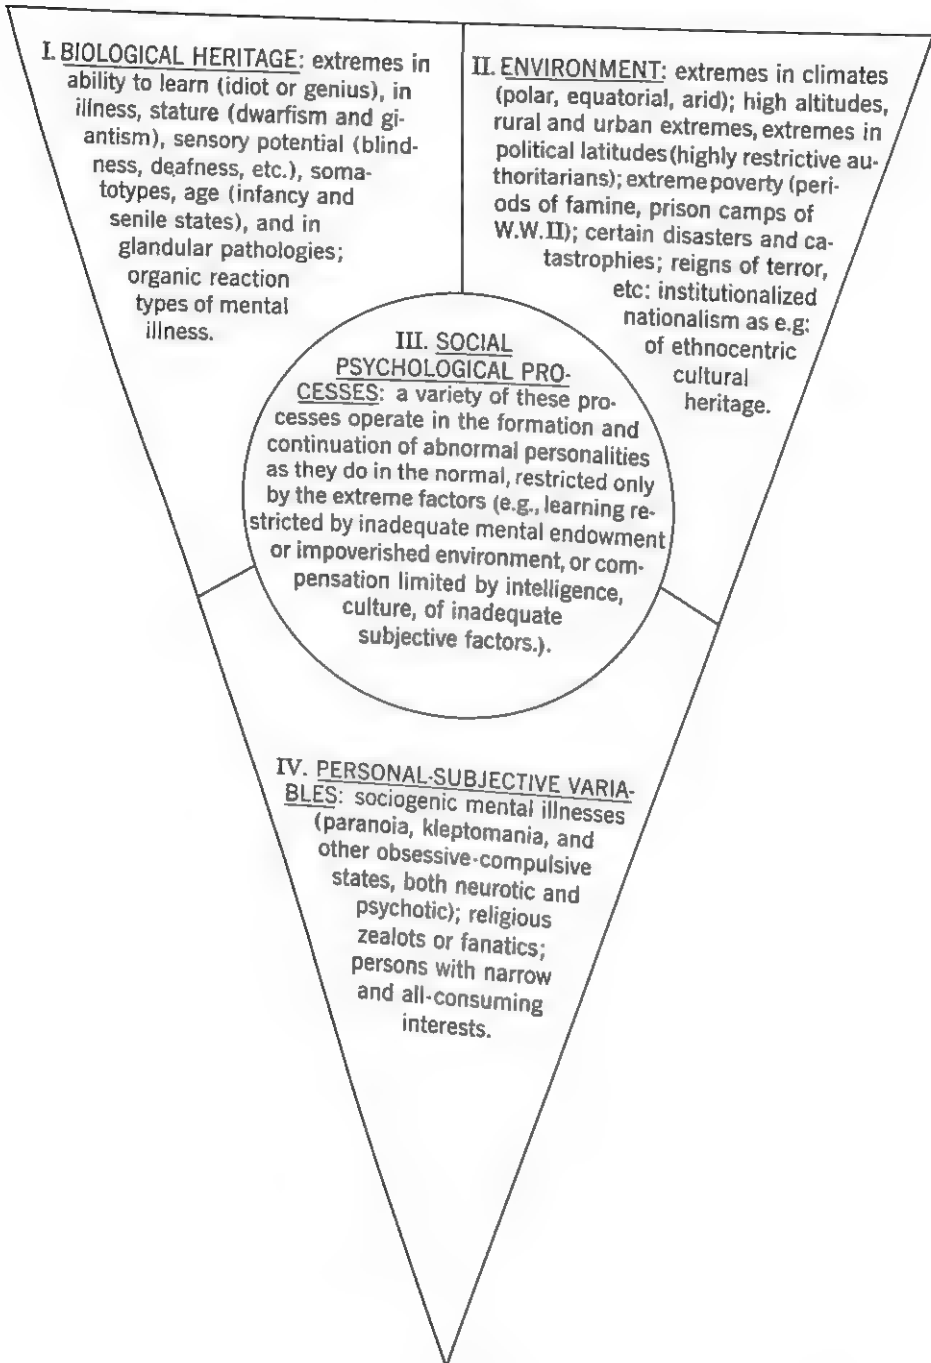 I. BIOLOGICAL HERITAGE: extremes in
ability to learn (idiot or genius), in
illness, stature (dwarfism and gi-
antism), sensory potential (blind-
ness, deafness, etc.), soma-
totypes, age (infancy and
senile states), and in
glandular pathologies;
organic reaction
types of mental
illness.
II. ENVIRONMENT: extremes in climates
(polar, equatorial, arid); high altitudes,
rural and urban extremes, extremes in
political latitudes (highly restrictive au-
thoritarians); extreme poverty (peri-
ods of famine, prison camps of
W.W.II); certain disasters and ca-
tastrophies; reigns of terror,
etc: institutionalized
nationalism as e.g:
of ethnocentric
cultural
heritage.
III. SOCIAL
PSYCHOLOGICAL PRO-
CESSES: a variety of these pro-
cesses operate in the formation and
continuation of abnormal personalities
as they do in the normal, restricted only
by the extreme factors (e.g., learning re-
stricted by inadequate mental endowment
or impoverished environment, or com-
pensation limited by intelligence,
culture, of inadequate
subjective factors.).
IV. PERSONAL-SUBJECTIVE VARIA-
BLES: sociogenic mental illnesses
(paranoia, kleptomania, and
other obsessive-compulsive
states, both neurotic and
psychotic); religious
zealots or fanatics;
persons with narrow
and all-consuming
interests.